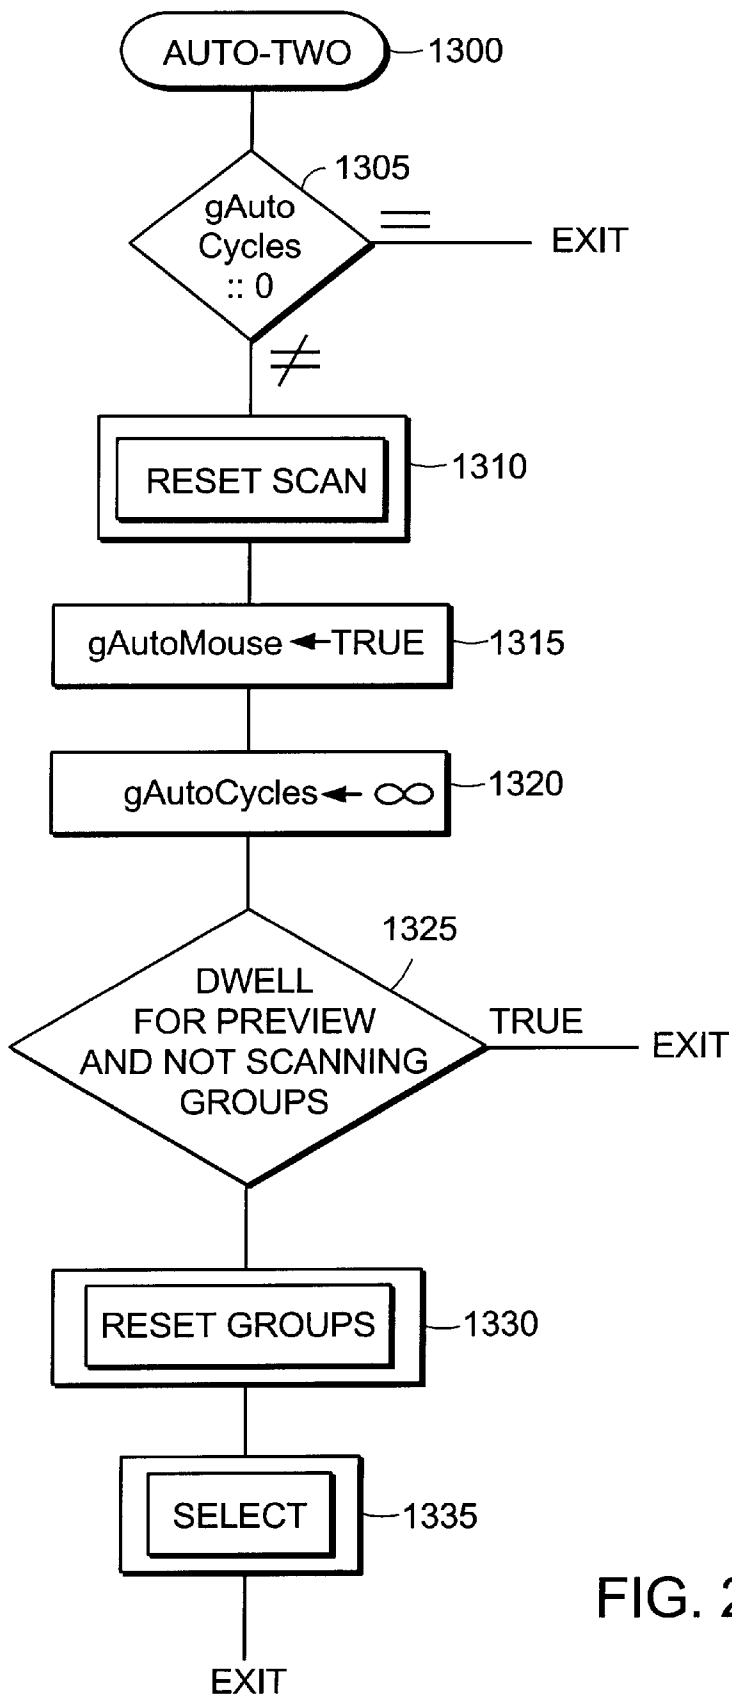 AUTO-TWO
1300
1305
gAuto
Cycles
:: 0
=
EXIT
≠
RESET SCAN
1310
gAutoMouse ← TRUE
1315
gAutoCycles ← ∞
1320
1325
DWELL
FOR PREVIEW
AND NOT SCANNING
GROUPS
TRUE
EXIT
RESET GROUPS
1330
SELECT
1335
EXIT
FIG.